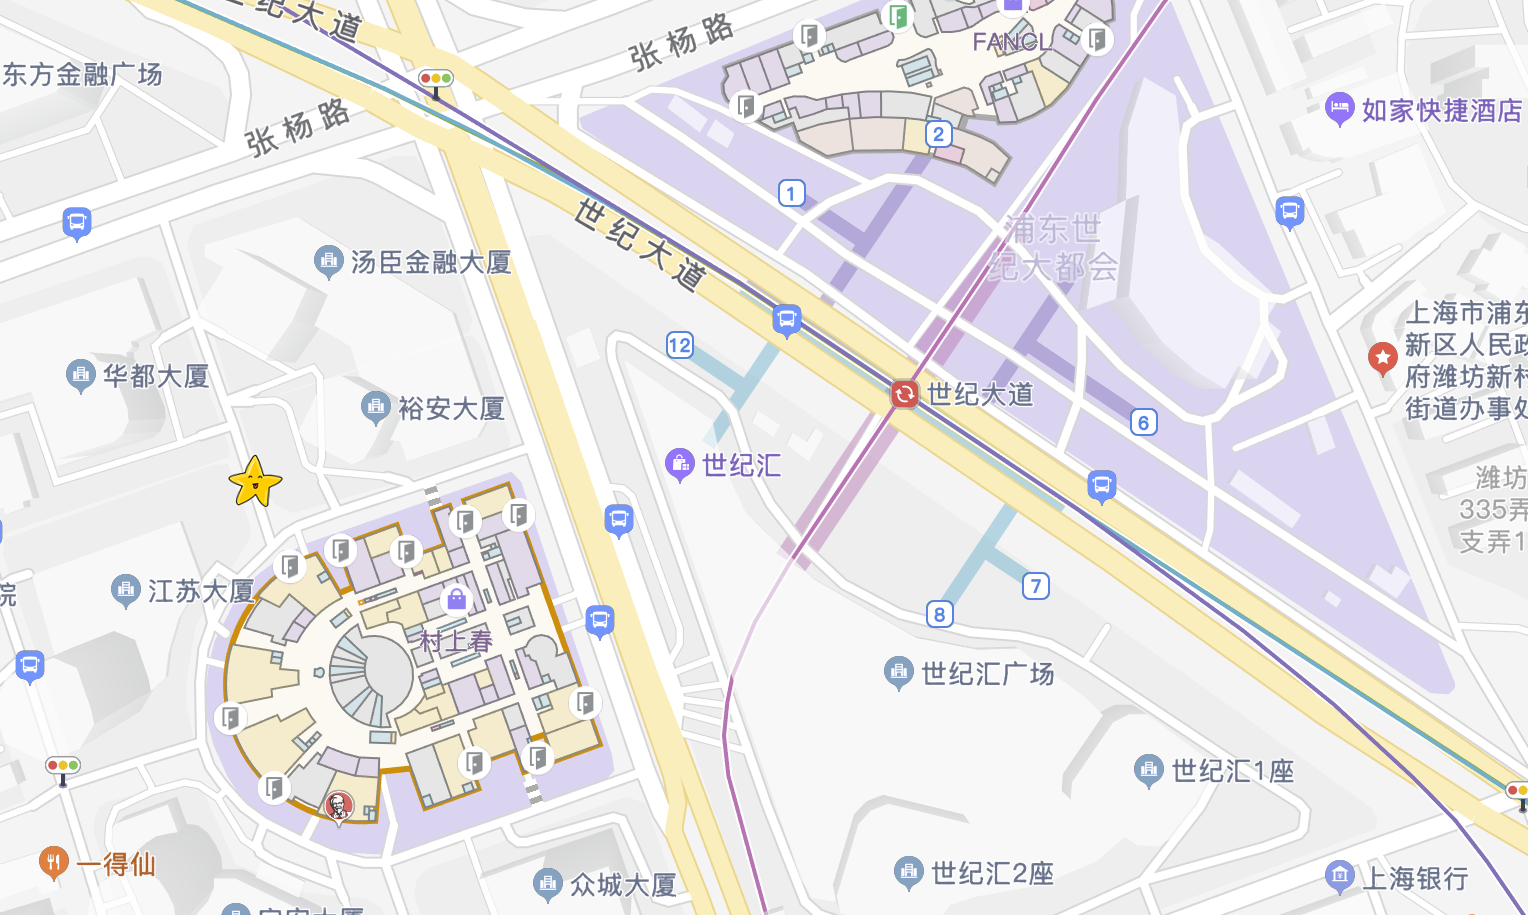 世纪大道
张杨路
FANCL
东方金融广场
如家快捷酒店
张杨路
2
1
世纪大道
浦东世
纪大都会
汤臣金融大厦
上海市浦东
新区人民政
府潍坊新村
街道办事处
12
华都大厦
世纪大道
裕安大厦
6
世纪汇
潍坊
335弄
支弄1
院
江苏大厦
7
8
村上春
世纪汇广场
世纪汇1座
一得仙
众城大厦
世纪汇2座
上海银行